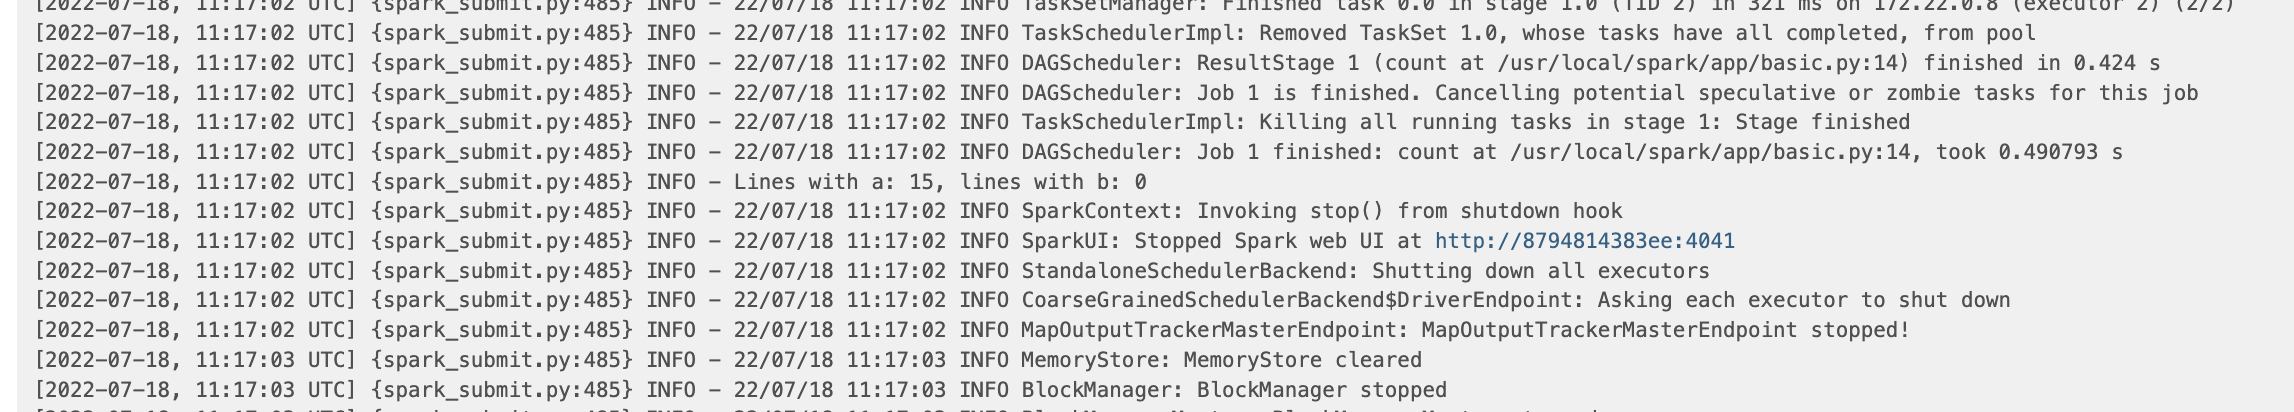 [2022-07-18, 11:17:02 UTC] {spark_submit.py:485} INFO - 22/07/18 11:17:02 INFO TaskSetManager: Finished task 0.0 in stage 1.0 (TID 2) in 321 ms on 172.22.0.8 (executor 2) (2/2)
[2022-07-18, 11:17:02 UTC] {spark_submit.py:485} INFO - 22/07/18 11:17:02 INFO TaskSchedulerImpl: Removed TaskSet 1.0, whose tasks have all completed, from pool
[2022-07-18, 11:17:02 UTC] {spark_submit.py:485} INFO - 22/07/18 11:17:02 INFO DAGScheduler: ResultStage 1 (count at /usr/local/spark/app/basic.py:14) finished in 0.424 s
[2022-07-18, 11:17:02 UTC] {spark_submit.py:485} INFO - 22/07/18 11:17:02 INFO DAGScheduler: Job 1 is finished. Cancelling potential speculative or zombie tasks for this job
[2022-07-18, 11:17:02 UTC] {spark_submit.py:485} INFO - 22/07/18 11:17:02 INFO TaskSchedulerImpl: Killing all running tasks in stage 1: Stage finished
[2022-07-18, 11:17:02 UTC] {spark_submit.py:485} INFO - 22/07/18 11:17:02 INFO DAGScheduler: Job 1 finished: count at /usr/local/spark/app/basic.py:14, took 0.490793 s
[2022-07-18, 11:17:02 UTC] {spark_submit.py:485} INFO - Lines with a: 15, lines with b: 0
[2022-07-18, 11:17:02 UTC] {spark_submit.py:485} INFO - 22/07/18 11:17:02 INFO SparkContext: Invoking stop() from shutdown hook
[2022-07-18, 11:17:02 UTC] {spark_submit.py:485} INFO - 22/07/18 11:17:02 INFO SparkUI: Stopped Spark web UI at http://8794814383ee:4041
[2022-07-18, 11:17:02 UTC] {spark_submit.py:485} INFO - 22/07/18 11:17:02 INFO StandaloneSchedulerBackend: Shutting down all executors
[2022-07-18, 11:17:02 UTC] {spark_submit.py:485} INFO - 22/07/18 11:17:02 INFO CoarseGrainedSchedulerBackend$DriverEndpoint: Asking each executor to shut down
[2022-07-18, 11:17:02 UTC] {spark_submit.py:485} INFO - 22/07/18 11:17:02 INFO MapOutputTrackerMasterEndpoint: MapOutputTrackerMasterEndpoint stopped!
[2022-07-18, 11:17:03 UTC] {spark_submit.py:485} INFO - 22/07/18 11:17:03 INFO MemoryStore: MemoryStore cleared
[2022-07-18, 11:17:03 UTC] {spark_submit.py:485} INFO - 22/07/18 11:17:03 INFO BlockManager: BlockManager stopped